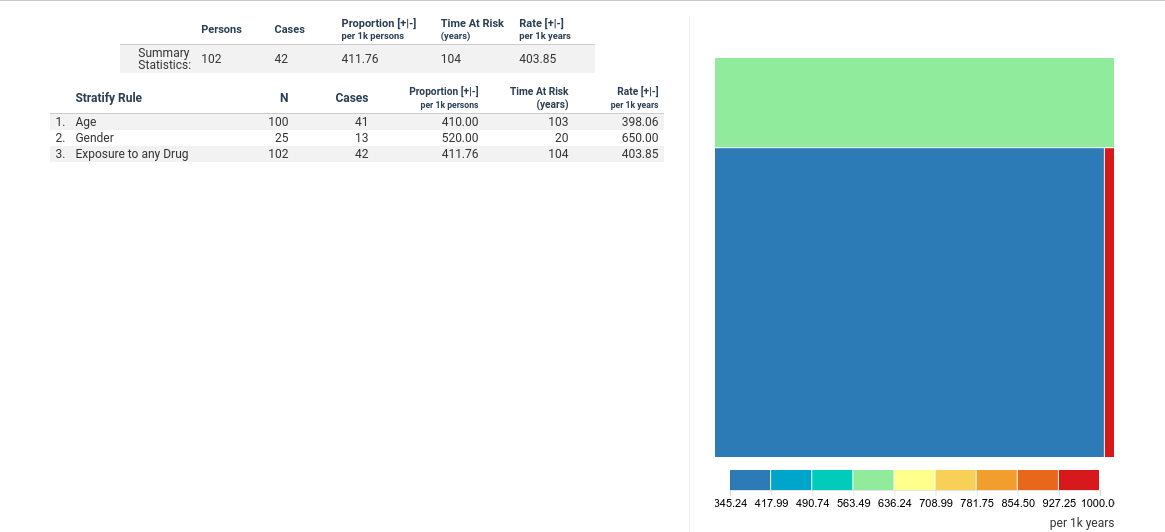 Persons Cases Proportion [+|-] per 1k persons Time At Risk (years) Rate [+|-] per 1k years
Summary Statistics: 102 42 411.76 104 403.85
Stratify Rule N Cases Proportion [+|-] per 1k persons Time At Risk (years) Rate [+|-] per 1k years
1. Age 100 41 410.00 103 398.06
2. Gender 25 13 520.00 20 650.00
3. Exposure to any Drug 102 42 411.76 104 403.85
345.24 417.99 490.74 563.49 636.24 708.99 781.75 854.50 927.25 1000.0
per 1k years